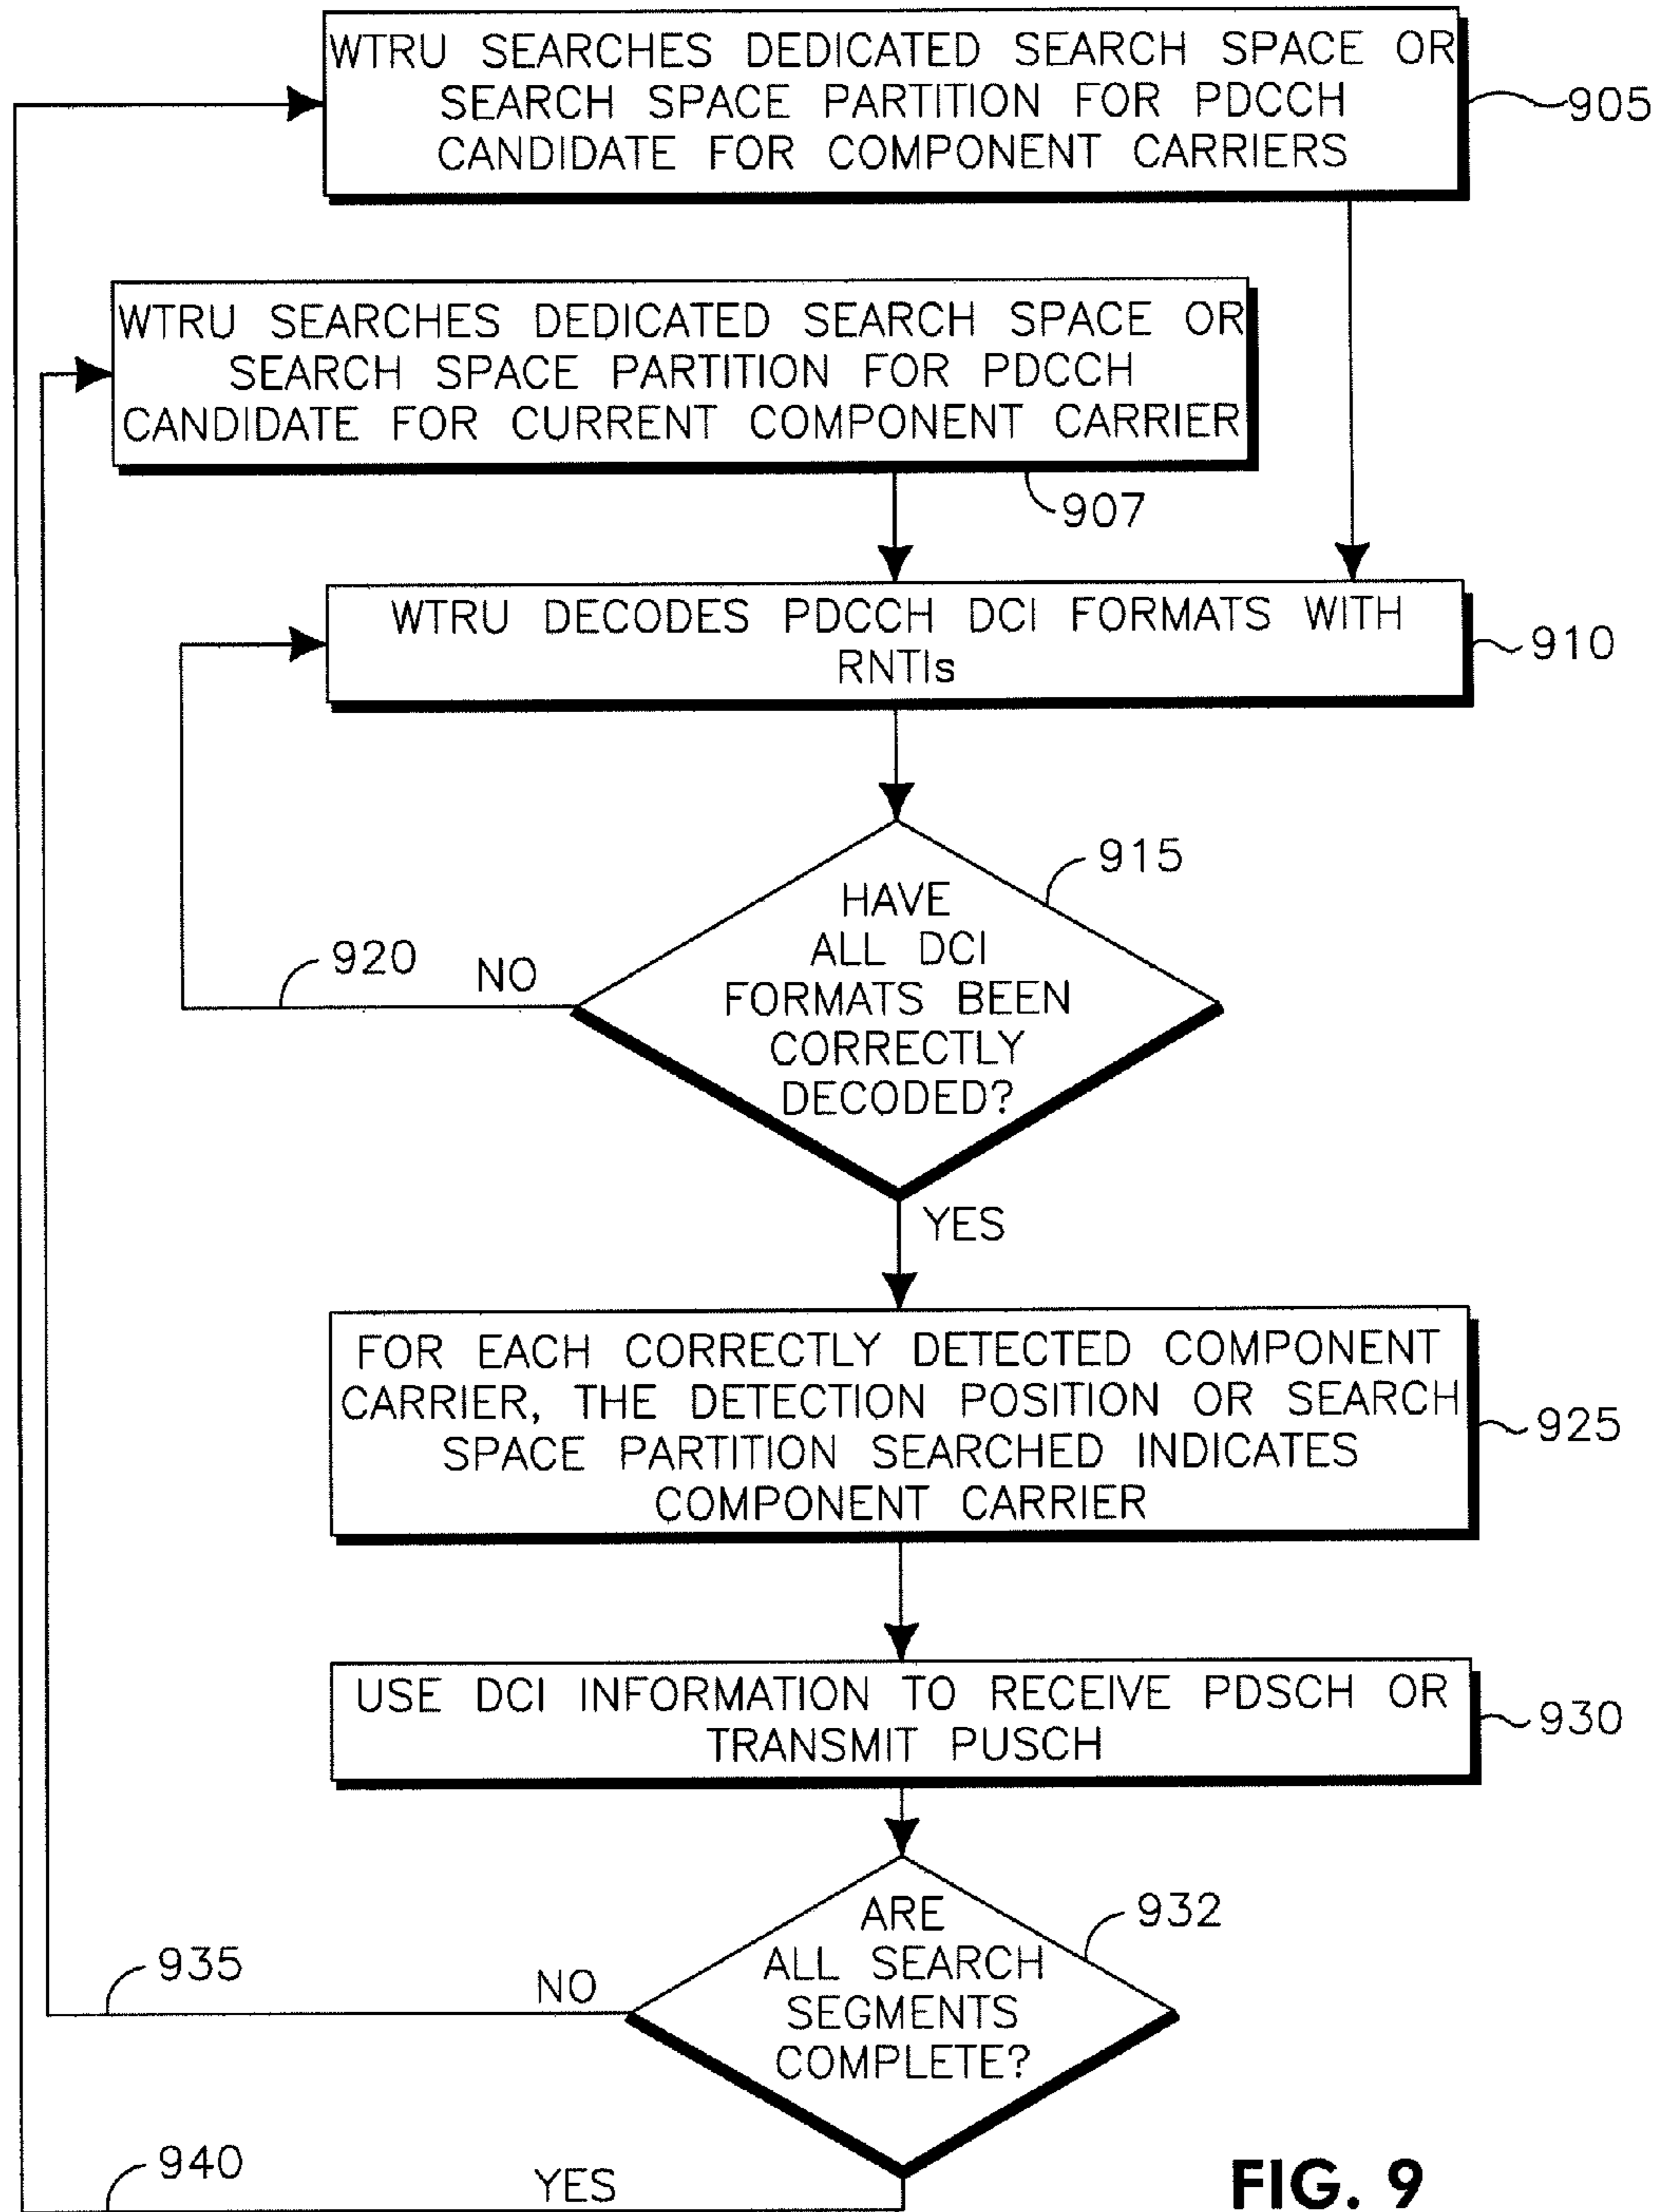 WTRU SEARCHES DEDICATED SEARCH SPACE OR
SEARCH SPACE PARTITION FOR PDCCH
CANDIDATE FOR COMPONENT CARRIERS
905
WTRU SEARCHES DEDICATED SEARCH SPACE OR
SEARCH SPACE PARTITION FOR PDCCH
CANDIDATE FOR CURRENT COMPONENT CARRIER
907
WTRU DECODES PDCCH DCI FORMATS WITH
RNTIs
910
915
HAVE
ALL DCI
FORMATS BEEN
CORRECTLY
DECODED?
920
NO
YES
FOR EACH CORRECTLY DETECTED COMPONENT
CARRIER, THE DETECTION POSITION OR SEARCH
SPACE PARTITION SEARCHED INDICATES
COMPONENT CARRIER
925
USE DCI INFORMATION TO RECEIVE PDSCH OR
TRANSMIT PUSCH
930
ARE
ALL SEARCH
SEGMENTS
COMPLETE?
932
935
NO
940
YES
FIG. 9